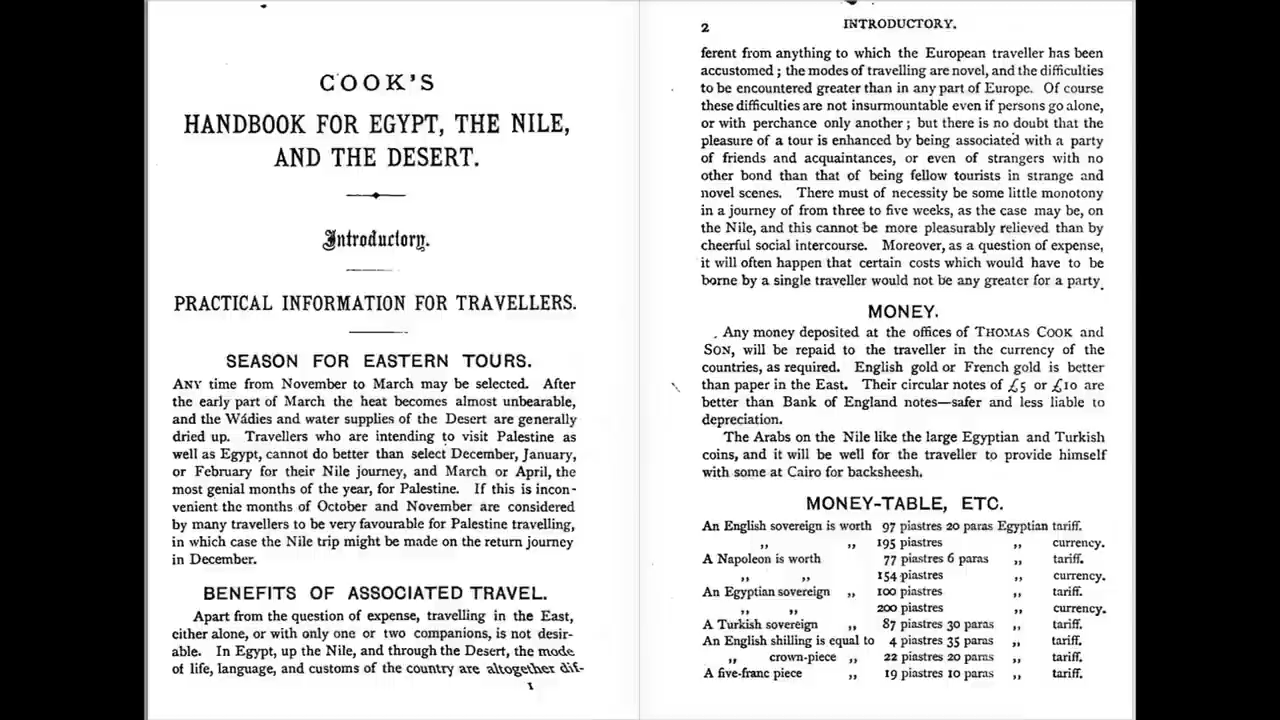 COOK'S
HANDBOOK FOR EGYPT, THE NILE,
AND THE DESERT.
Introductory.
PRACTICAL INFORMATION FOR TRAVELLERS.
SEASON FOR EASTERN TOURS.
ANY time from November to March may be selected. After
the early part of March the heat becomes almost unbearable,
and the Wádies and water supplies of the Desert are generally
dried up. Travellers who are intending to visit Palestine as
well as Egypt, cannot do better than select December, January,
or February for their Nile journey, and March or April, the
most genial months of the year, for Palestine. If this is incon-
venient the months of October and November are considered
by many travellers to be very favourable for Palestine travelling,
in which case the Nile trip might be made on the return journey
in December.
BENEFITS OF ASSOCIATED TRAVEL.
Apart from the question of expense, travelling in the East,
either alone, or with only one or two companions, is not desir-
able. In Egypt, up the Nile, and through the Desert, the mode
of life, language, and customs of the country are altogether dif-
1
2 INTRODUCTORY.
ferent from anything to which the European traveller has been
accustomed ; the modes of travelling are novel, and the difficulties
to be encountered greater than in any part of Europe. Of course
these difficulties are not insurmountable even if persons go alone,
or with perchance only another ; but there is no doubt that the
pleasure of a tour is enhanced by being associated with a party
of friends and acquaintances, or even of strangers with no
other bond than that of being fellow tourists in strange and
novel scenes. There must of necessity be some little monotony
in a journey of from three to five weeks, as the case may be, on
the Nile, and this cannot be more pleasurably relieved than by
cheerful social intercourse. Moreover, as a question of expense,
it will often happen that certain costs which would have to be
borne by a single traveller would not be any greater for a party.
MONEY.
Any money deposited at the offices of THOMAS COOK and
SON, will be repaid to the traveller in the currency of the
countries, as required. English gold or French gold is better
than paper in the East. Their circular notes of £5 or £10 are
better than Bank of England notes—safer and less liable to
depreciation.
The Arabs on the Nile like the large Egyptian and Turkish
coins, and it will be well for the traveller to provide himself
with some at Cairo for backsheesh.
MONEY-TABLE, ETC.
An English sovereign is worth 97 piastres 20 paras Egyptian tariff.
,, ,, 195 piastres ,, currency.
A Napoleon is worth 77 piastres 6 paras ,, tariff.
,, ,, 154 piastres ,, currency.
An Egyptian sovereign ,, 100 piastres ,, tariff.
,, ,, 200 piastres ,, currency.
A Turkish sovereign ,, 87 piastres 30 paras ,, tariff.
An English shilling is equal to 4 piastres 35 paras ,, tariff.
,, crown-piece ,, 22 piastres 20 paras ,, tariff.
A five-franc piece ,, 19 piastres 10 paras ,, tariff.